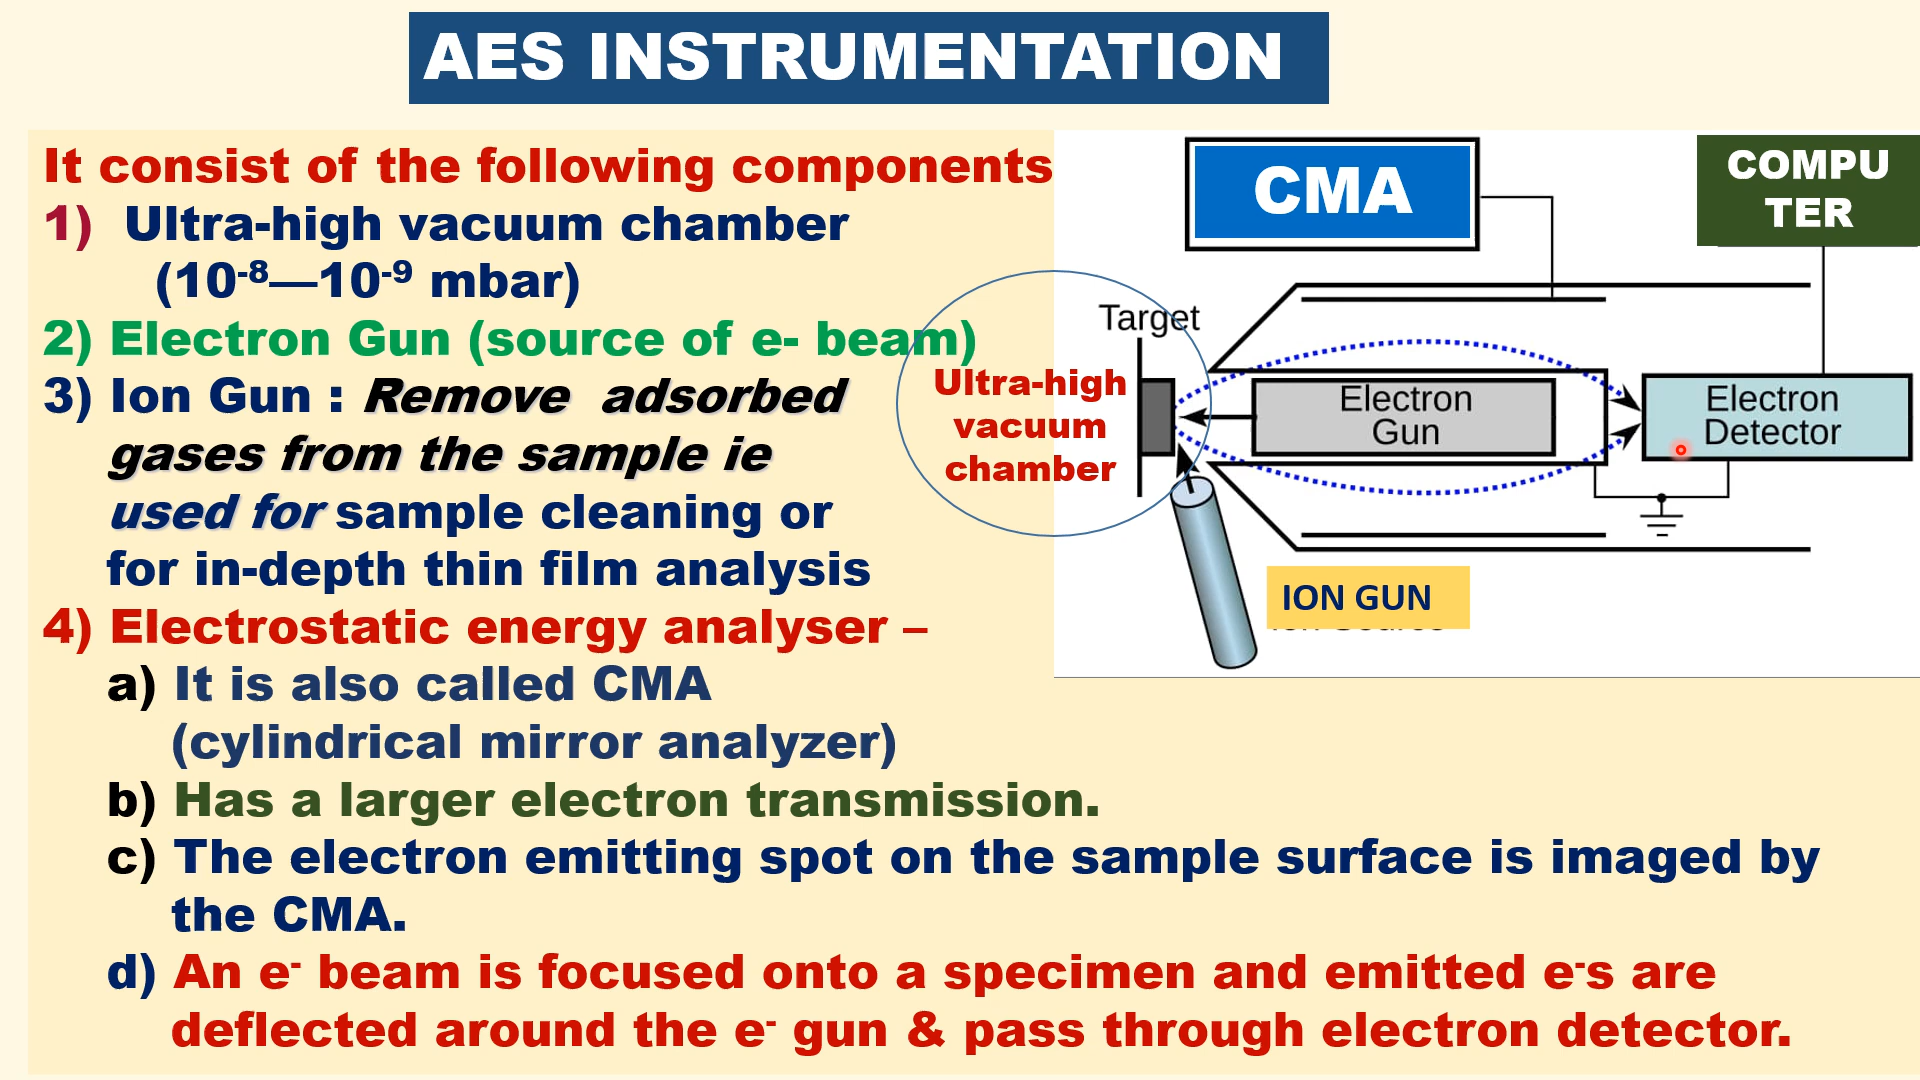 AES INSTRUMENTATION
It consist of the following components
1) Ultra-high vacuum chamber
(10⁻⁸—10⁻⁹ mbar)
2) Electron Gun (source of e- beam)
3) Ion Gun : Remove adsorbed
gases from the sample ie
used for sample cleaning or
for in-depth thin film analysis
4) Electrostatic energy analyser –
a) It is also called CMA
(cylindrical mirror analyzer)
b) Has a larger electron transmission.
c) The electron emitting spot on the sample surface is imaged by
the CMA.
d) An e⁻ beam is focused onto a specimen and emitted e⁻s are
deflected around the e⁻ gun & pass through electron detector.
CMA
COMPU
TER
Target
Ultra-high
vacuum
chamber
Electron
Gun
Electron
Detector
ION GUN